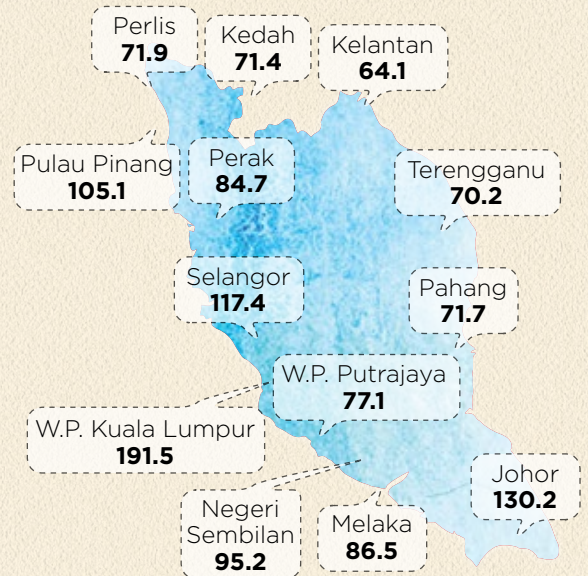 Perlis
71.9
Kedah
71.4
Kelantan
64.1
Pulau Pinang
105.1
Perak
84.7
Terengganu
70.2
Selangor
117.4
Pahang
71.7
W.P. Putrajaya
77.1
W.P. Kuala Lumpur
191.5
Negeri
Sembilan
95.2
Melaka
86.5
Johor
130.2